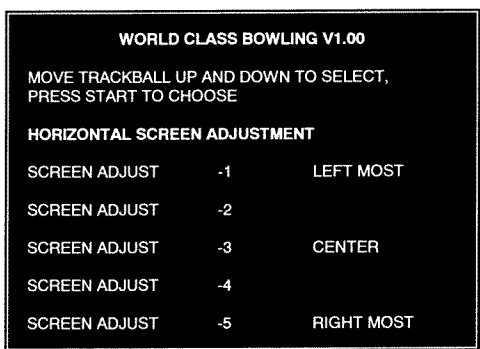 WORLD CLASS BOWLING V1.00
MOVE TRACKBALL UP AND DOWN TO SELECT,
PRESS START TO CHOOSE
HORIZONTAL SCREEN ADJUSTMENT
SCREEN ADJUST -1 LEFT MOST
SCREEN ADJUST -2
SCREEN ADJUST -3 CENTER
SCREEN ADJUST -4
SCREEN ADJUST -5 RIGHT MOST